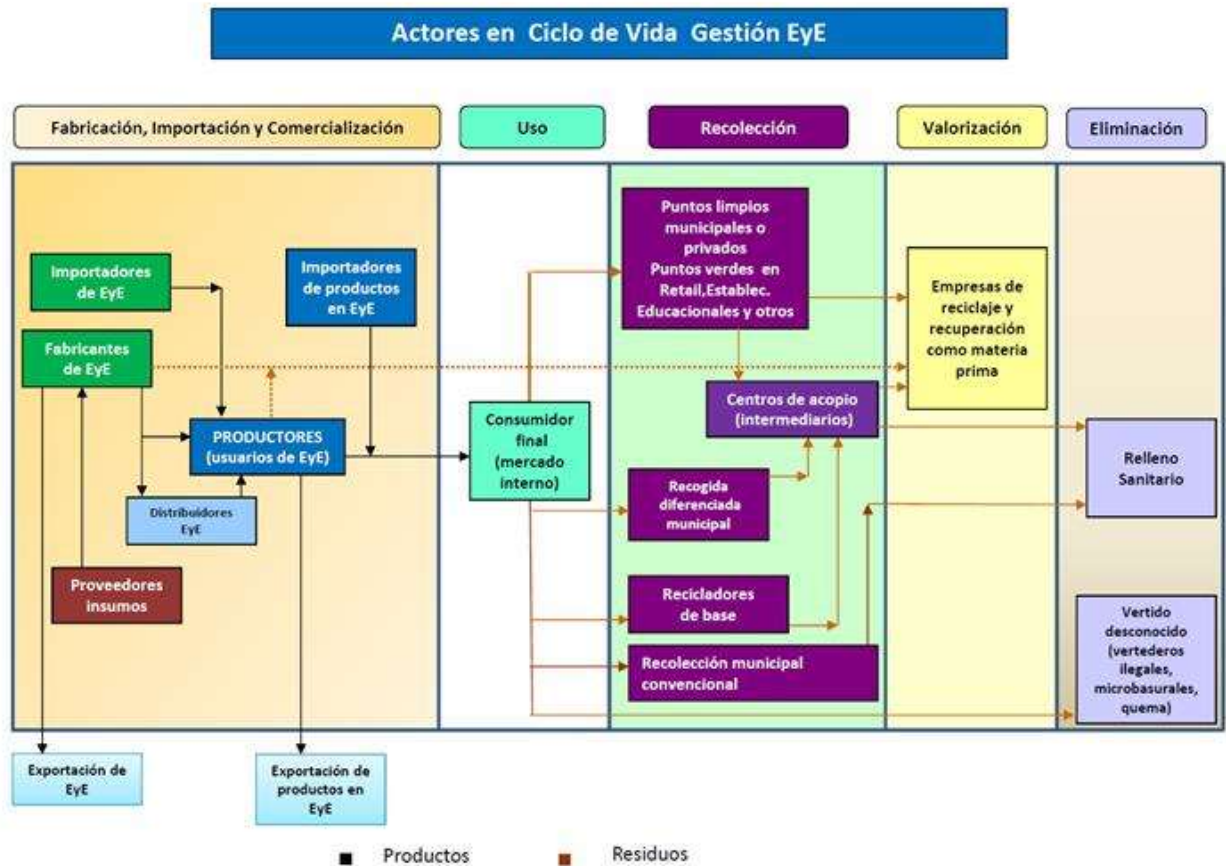 Actores en Ciclo de Vida Gestión EyE
Fabricación, Importación y Comercialización
Uso
Recolección
Valorización
Eliminación
Importadores
de EyE
Fabricantes
de EyE
Importadores
de productos
en EyE
PRODUCTORES
(usuarios de EyE)
Distribuidores
EyE
Proveedores
insumos
Exportación de
EyE
Exportación de
productos en
EyE
Consumidor
final
(mercado
interno)
Puntos limpios
municipales o
privados
Puntos verdes en
Retail,Establec.
Educacionales y otros
Centros de acopio
(intermediarios)
Recogida
diferenciada
municipal
Recicladores
de base
Recolección municipal
convencional
Empresas de
reciclaje y
recuperación
como materia
prima
Relleno
Sanitario
Vertido
desconocido
(vertederos
ilegales,
microbasurales,
quema)
Productos
Residuos